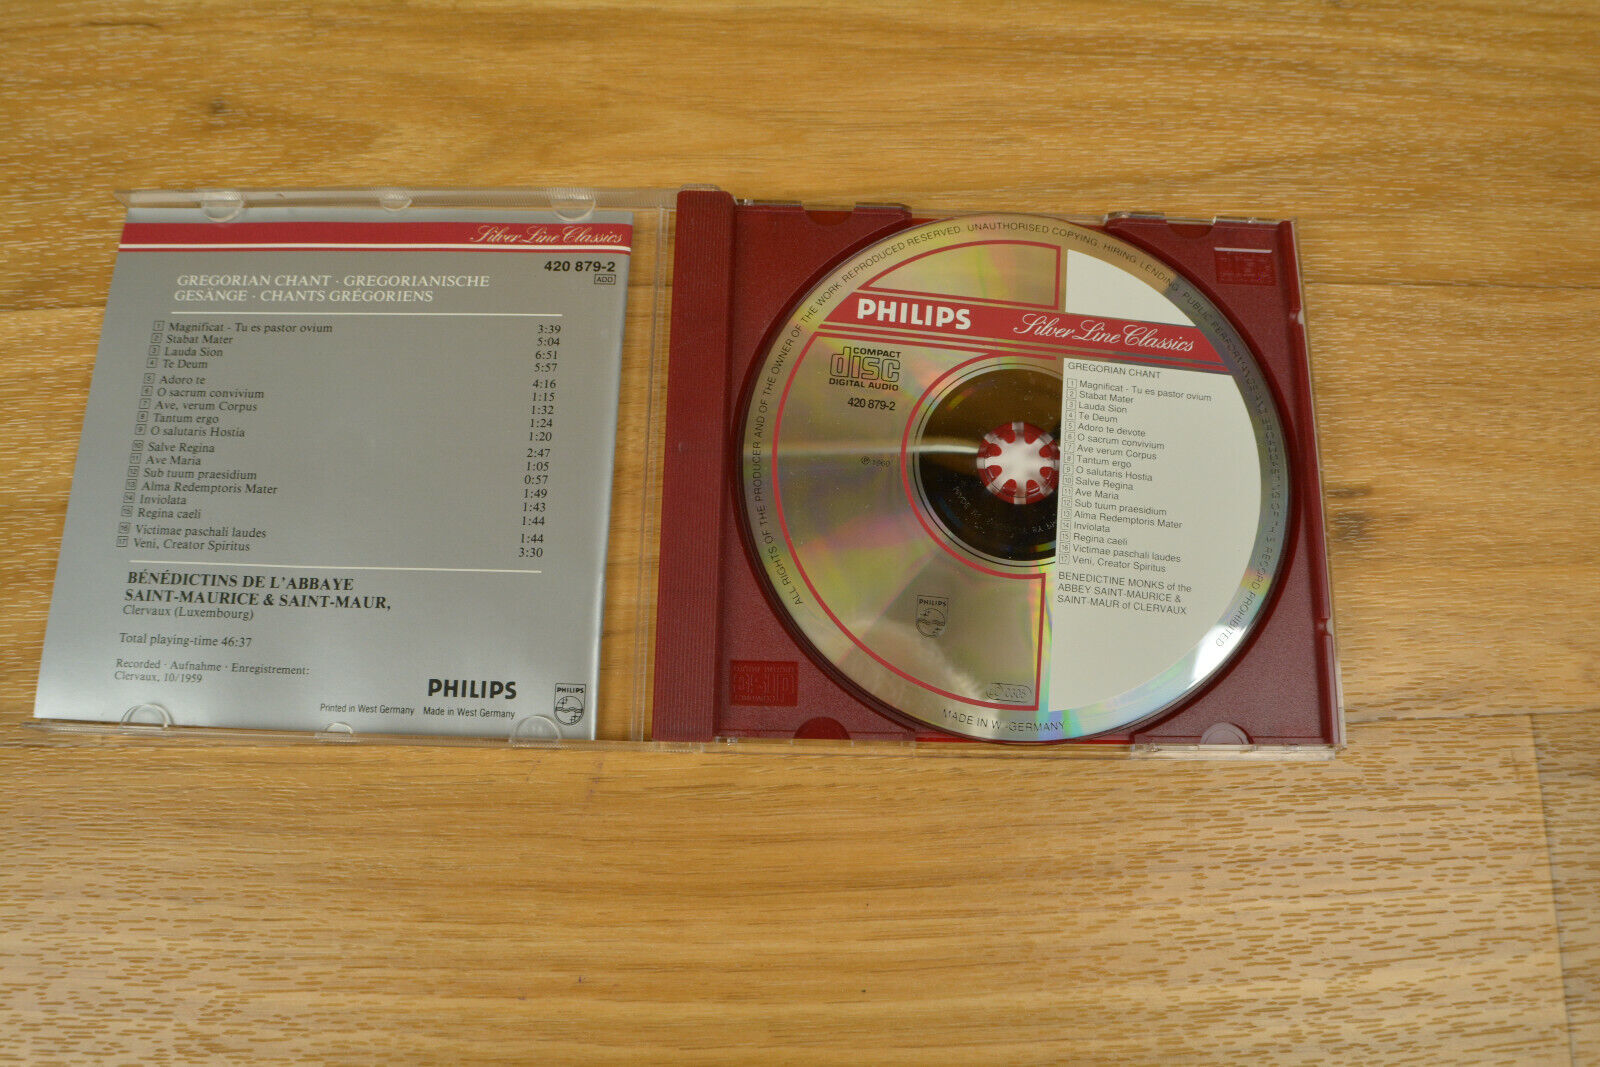 Silver Line Classics
420 879-2
ADD
GREGORIAN CHANT · GREGORIANISCHE
GESÄNGE · CHANTS GRÉGORIENS
1 Magnificat - Tu es pastor ovium 3:39
2 Stabat Mater 5:04
3 Lauda Sion 6:51
4 Te Deum 5:57
5 Adoro te 4:16
6 O sacrum convivium 1:15
7 Ave, verum Corpus 1:32
8 Tantum ergo 1:24
9 O salutaris Hostia 1:20
10 Salve Regina 2:47
11 Ave Maria 1:05
12 Sub tuum praesidium 0:57
13 Alma Redemptoris Mater 1:49
14 Inviolata 1:43
15 Regina caeli 1:44
16 Victimae paschali laudes 1:44
17 Veni, Creator Spiritus 3:30
BÉNÉDICTINS DE L'ABBAYE
SAINT-MAURICE & SAINT-MAUR,
Clervaux (Luxembourg)
Total playing-time 46:37
Recorded · Aufnahme · Enregistrement:
Clervaux, 10/1959
PHILIPS
PHILIPS
Printed in West Germany Made in West Germany
ALL RIGHTS OF THE PRODUCER AND OF THE OWNER OF THE WORK REPRODUCED RESERVED. UNAUTHORISED COPYING, HIRING, LENDING, PUBLIC PERFORMANCE AND BROADCASTING OF THIS RECORD PROHIBITED
PHILIPS Silver Line Classics
COMPACT
disc
DIGITAL AUDIO
420 879-2
℗ 1960
GREGORIAN CHANT
1 Magnificat - Tu es pastor ovium
2 Stabat Mater
3 Lauda Sion
4 Te Deum
5 Adoro te devote
6 O sacrum convivium
7 Ave verum Corpus
8 Tantum ergo
9 O salutaris Hostia
10 Salve Regina
11 Ave Maria
12 Sub tuum praesidium
13 Alma Redemptoris Mater
14 Inviolata
15 Regina caeli
16 Victimae paschali laudes
17 Veni, Creator Spiritus
BENEDICTINE MONKS of the
ABBEY SAINT-MAURICE &
SAINT-MAUR of CLERVAUX
PHILIPS
MADE IN W.-GERMANY